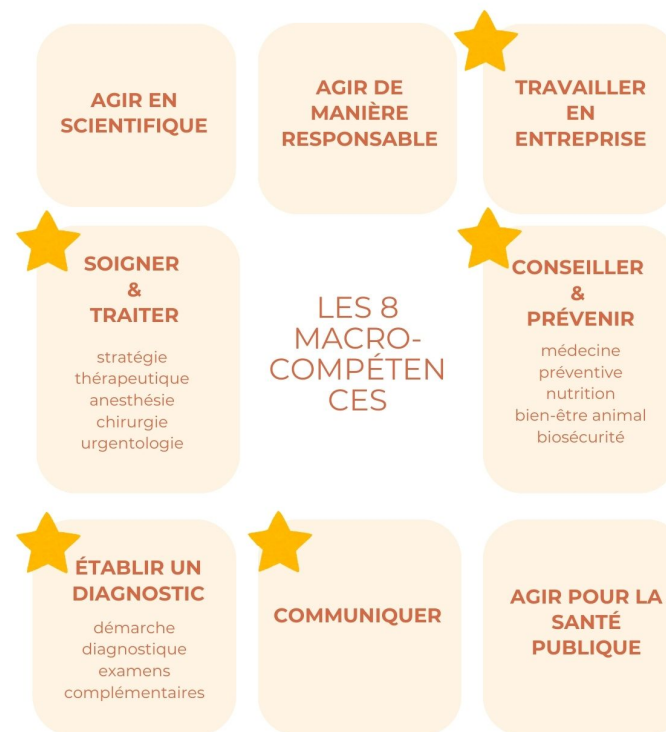 AGIR EN
SCIENTIFIQUE
AGIR DE
MANIÈRE
RESPONSABLE
TRAVAILLER
EN
ENTREPRISE
SOIGNER
&
TRAITER
stratégie
thérapeutique
anesthésie
chirurgie
urgentologie
LES 8
MACRO-
COMPÉTEN
CES
CONSEILLER
&
PRÉVENIR
médecine
préventive
nutrition
bien-être animal
biosécurité
ÉTABLIR UN
DIAGNOSTIC
démarche
diagnostique
examens
complémentaires
COMMUNIQUER
AGIR POUR LA
SANTÉ
PUBLIQUE